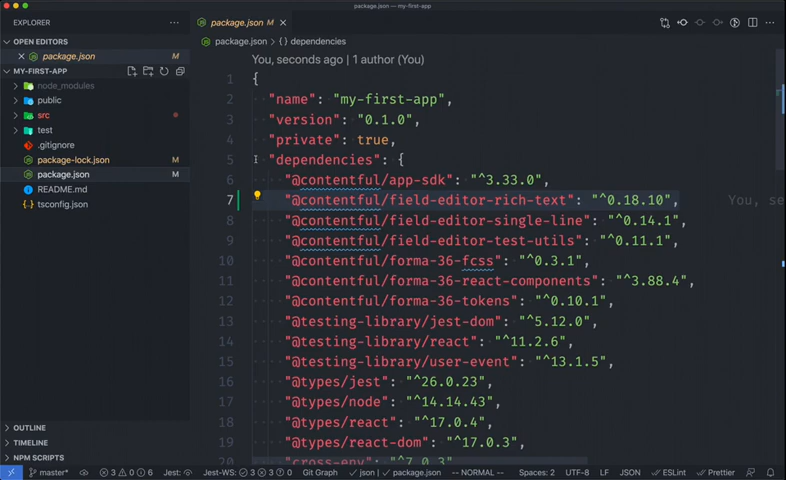 package.json — my-first-app
EXPLORER
package.json M
OPEN EDITORS
package.json M
package.json > {} dependencies
MY-FIRST-APP
node_modules
public
src
test
.gitignore
package-lock.json M
package.json M
README.md
tsconfig.json
You, seconds ago | 1 author (You)
1 {
2 "name": "my-first-app",
3 "version": "0.1.0",
4 "private": true,
5 "dependencies": {
6 "@contentful/app-sdk": "^3.33.0",
7 "@contentful/field-editor-rich-text": "^0.18.10", You, se
8 "@contentful/field-editor-single-line": "^0.14.1",
9 "@contentful/field-editor-test-utils": "^0.11.1",
10 "@contentful/forma-36-fcss": "^0.3.1",
11 "@contentful/forma-36-react-components": "^3.88.4",
12 "@contentful/forma-36-tokens": "^0.10.1",
13 "@testing-library/jest-dom": "^5.12.0",
14 "@testing-library/react": "^11.2.6",
15 "@testing-library/user-event": "^13.1.5",
16 "@types/jest": "^26.0.23",
17 "@types/node": "^14.14.43",
18 "@types/react": "^17.0.4",
19 "@types/react-dom": "^17.0.3",
20 "cross-env": "^7.0.3",
OUTLINE
TIMELINE
NPM SCRIPTS
master* 3 0 6 Jest: Jest-WS: 3 3 0 Git Graph json | package.json -- NORMAL -- Spaces: 2 UTF-8 LF JSON ESLint Prettier